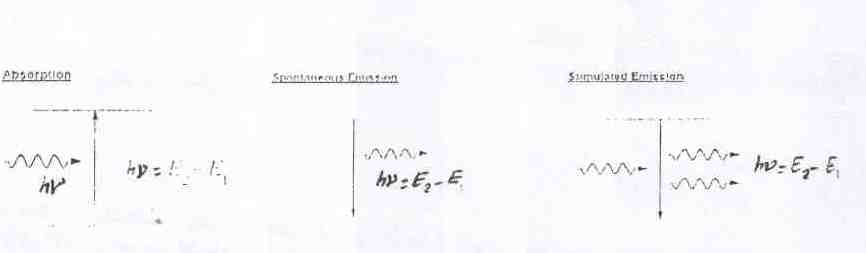 Absorption
hν
hν = E₂ - E₁
Spontaneous Emission
hν = E₂ - E₁
Stimulated Emission
hν = E₂ - E₁